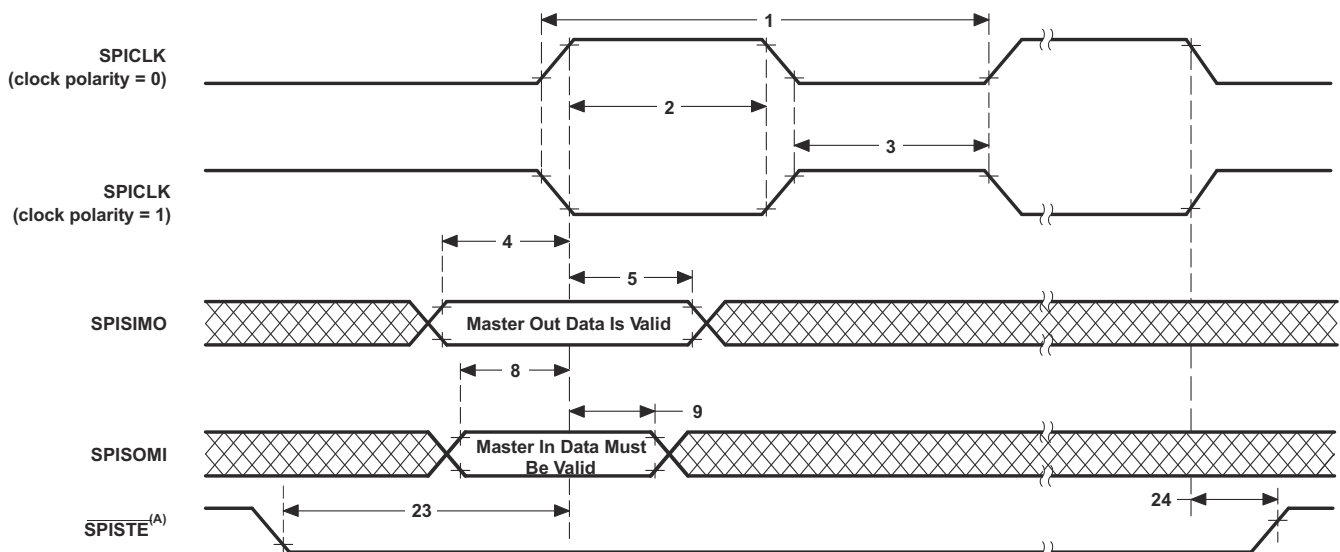 1
SPICLK
(clock polarity = 0)
2
3
SPICLK
(clock polarity = 1)
4
5
SPISIMO
Master Out Data Is Valid
8
9
SPISOMI
Master In Data Must
Be Valid
SPISTE(A)
23
24